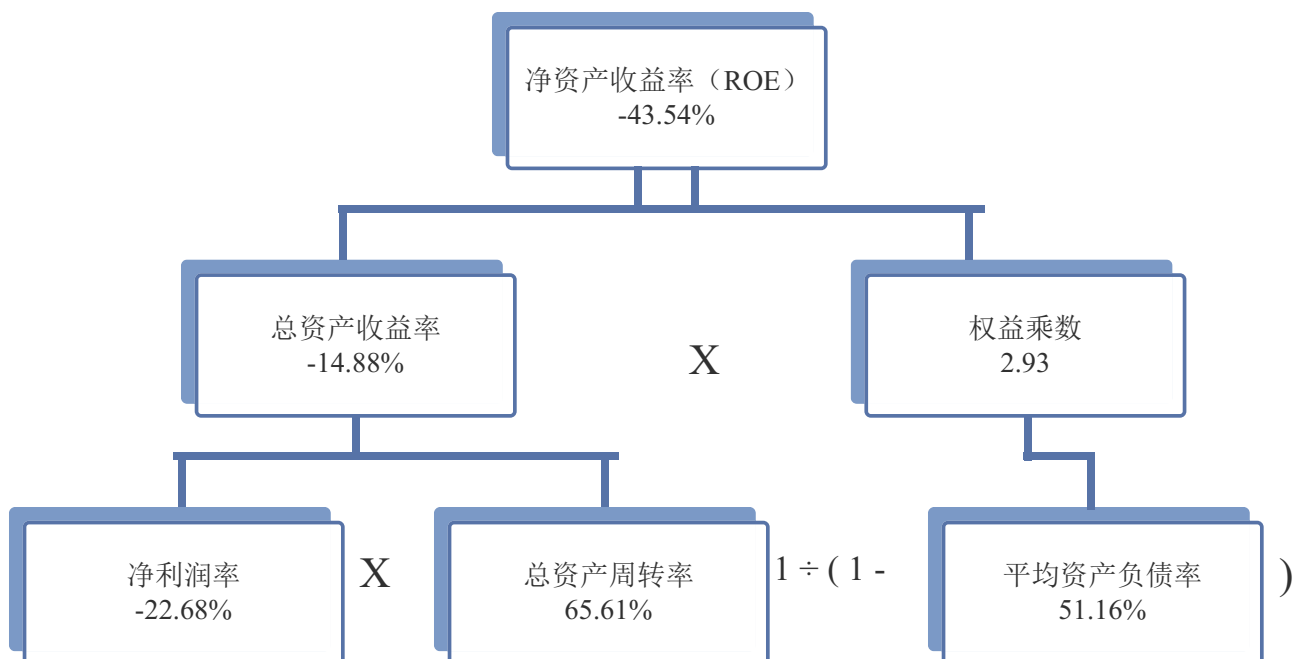 净资产收益率（ROE）
-43.54%
总资产收益率
-14.88%
X
权益乘数
2.93
净利润率
-22.68%
X
总资产周转率
65.61%
1 ÷ ( 1 -
平均资产负债率
51.16%
)